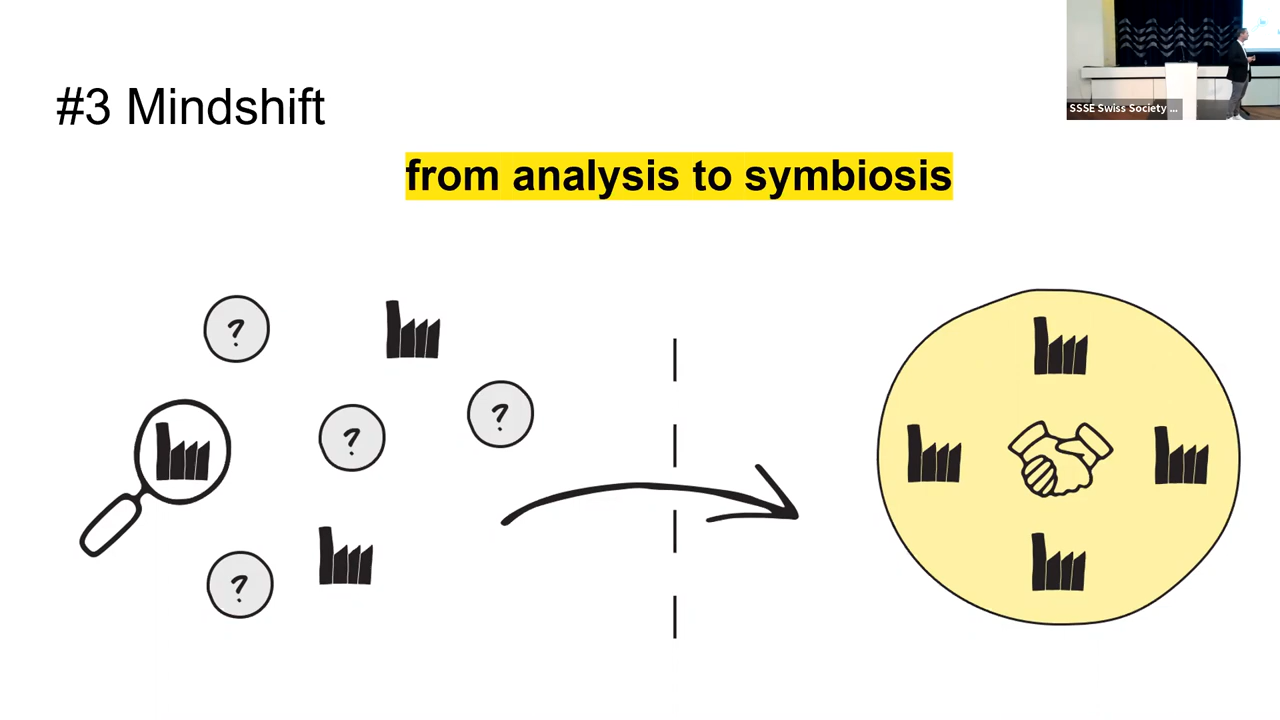 #3 Mindshift
from analysis to symbiosis
?
?
?
?
SSSE Swiss Society ...